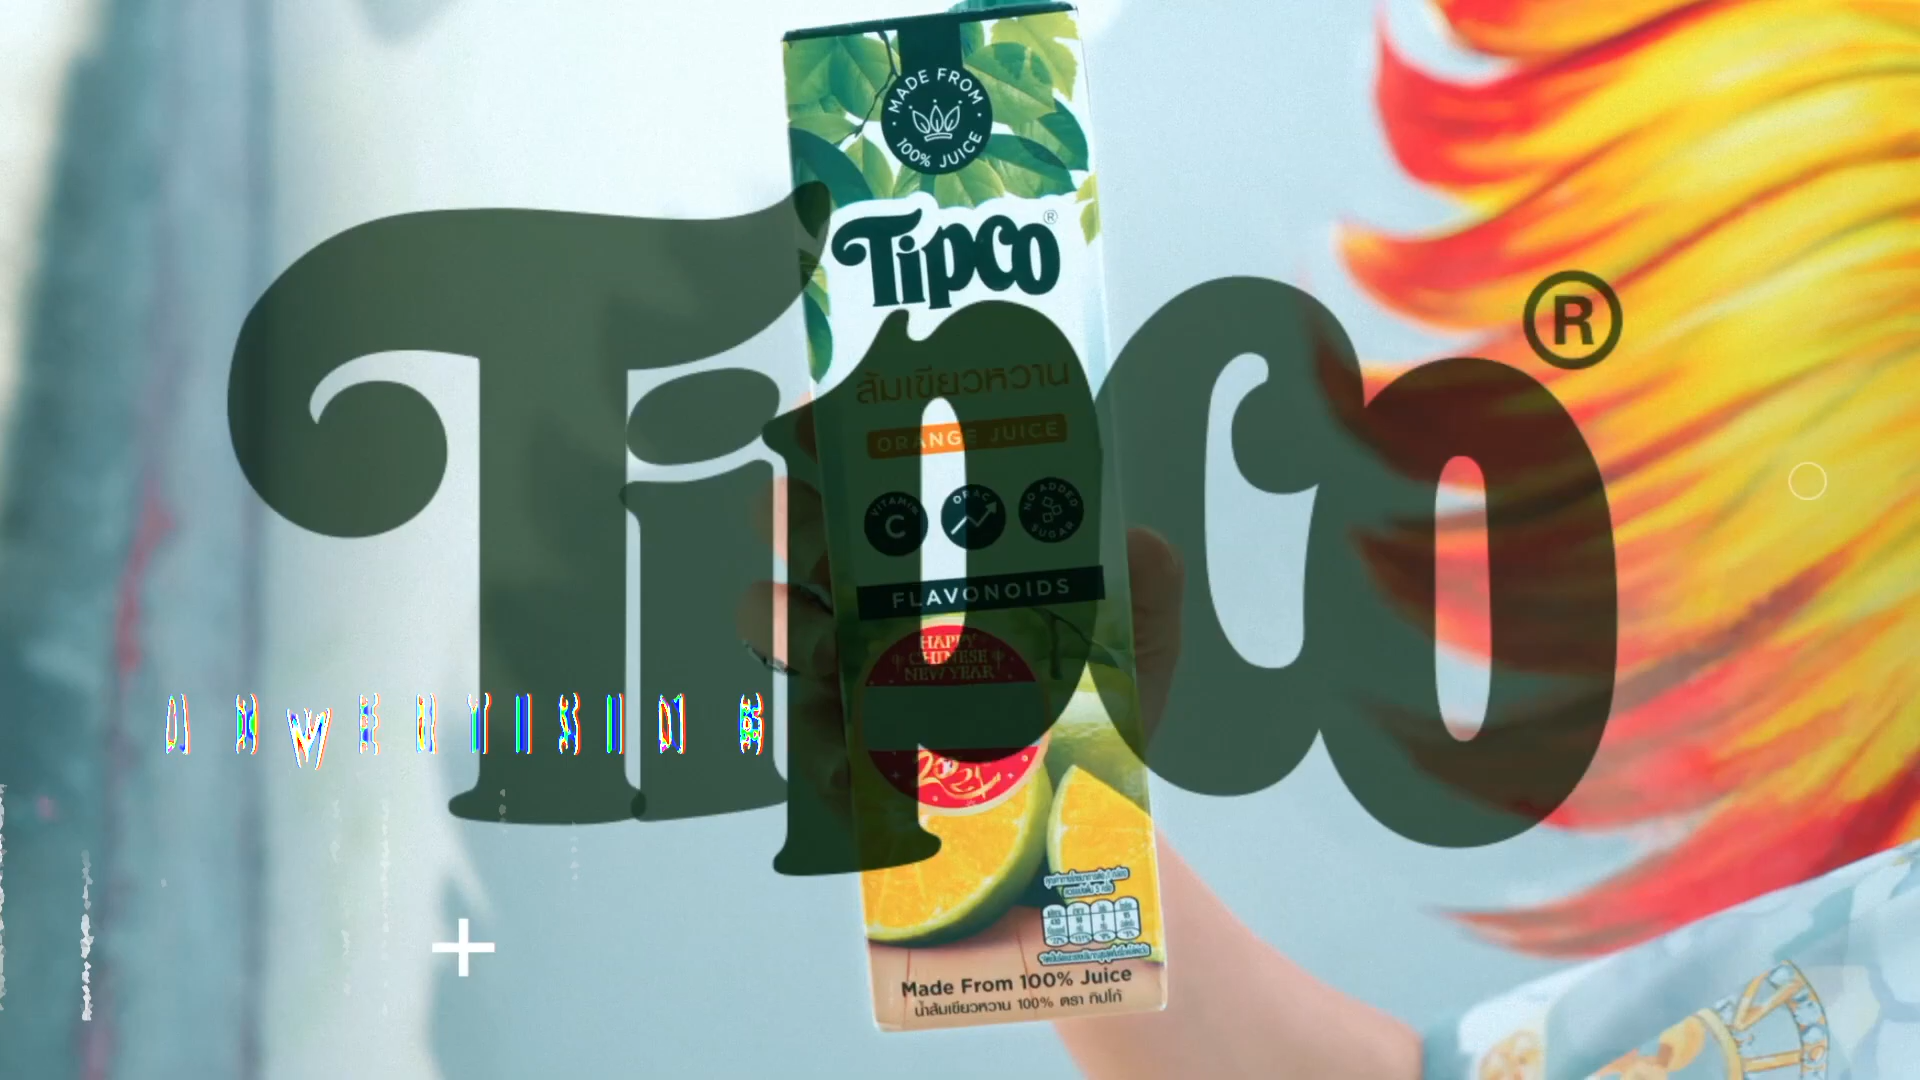 MADE FROM
100% JUICE
Tipco®
ส้มเขียวหวาน
ORANGE JUICE
VITAMIN
C
ORAC
NO ADDED
SUGAR
FLAVONOIDS
HAPPY
CHINESE
NEW YEAR
Made From 100% Juice
น้ำส้มเขียวหวาน 100% ตรา ทิปโก้
Tipco®